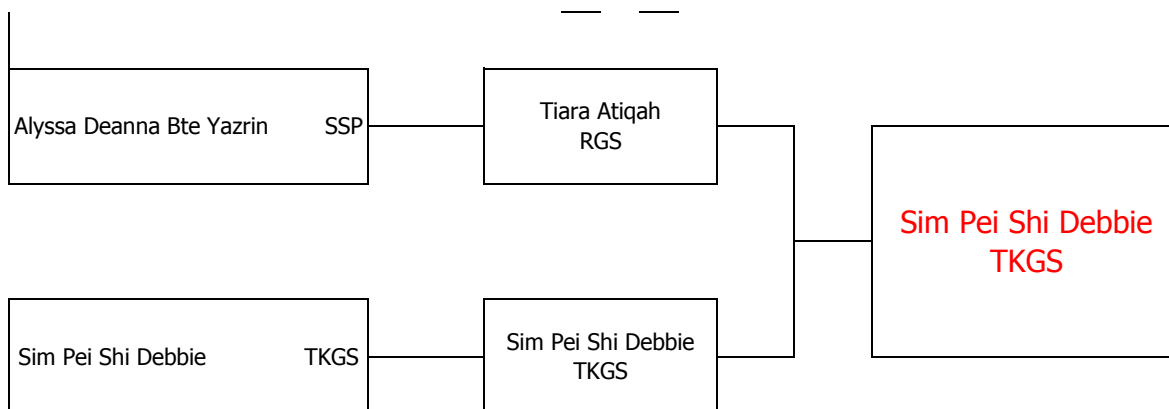 Alyssa Deanna Bte Yazrin SSP
Tiara Atiqah
RGS
Sim Pei Shi Debbie
TKGS
Sim Pei Shi Debbie TKGS
Sim Pei Shi Debbie
TKGS